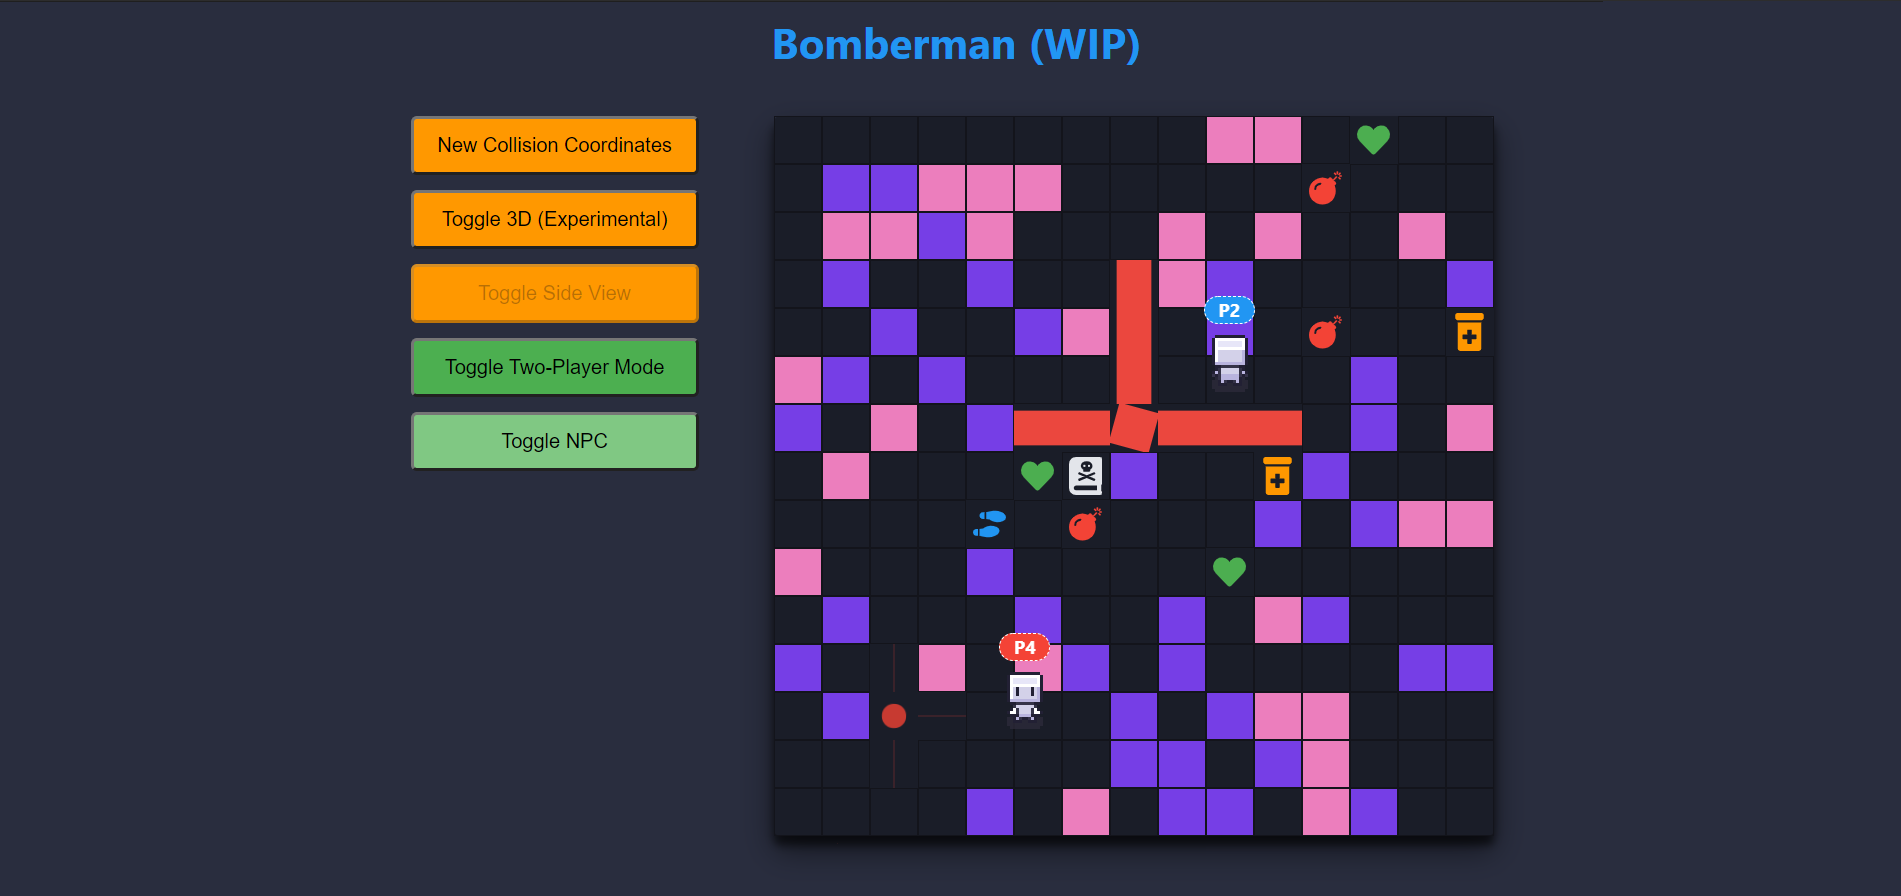 Bomberman (WIP)
New Collision Coordinates
Toggle 3D (Experimental)
Toggle Side View
Toggle Two-Player Mode
Toggle NPC
P2
P4